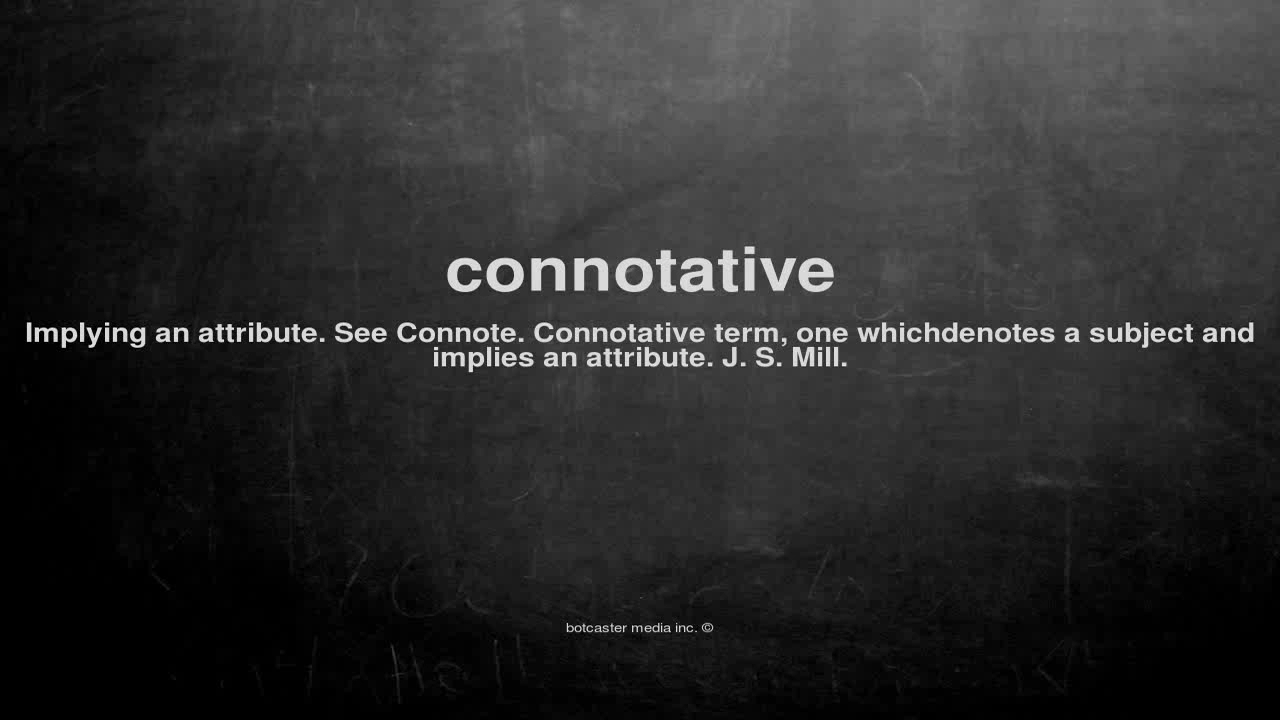 connotative
Implying an attribute. See Connote. Connotative term, one whichdenotes a subject and
implies an attribute. J. S. Mill.
botcaster media inc. ©